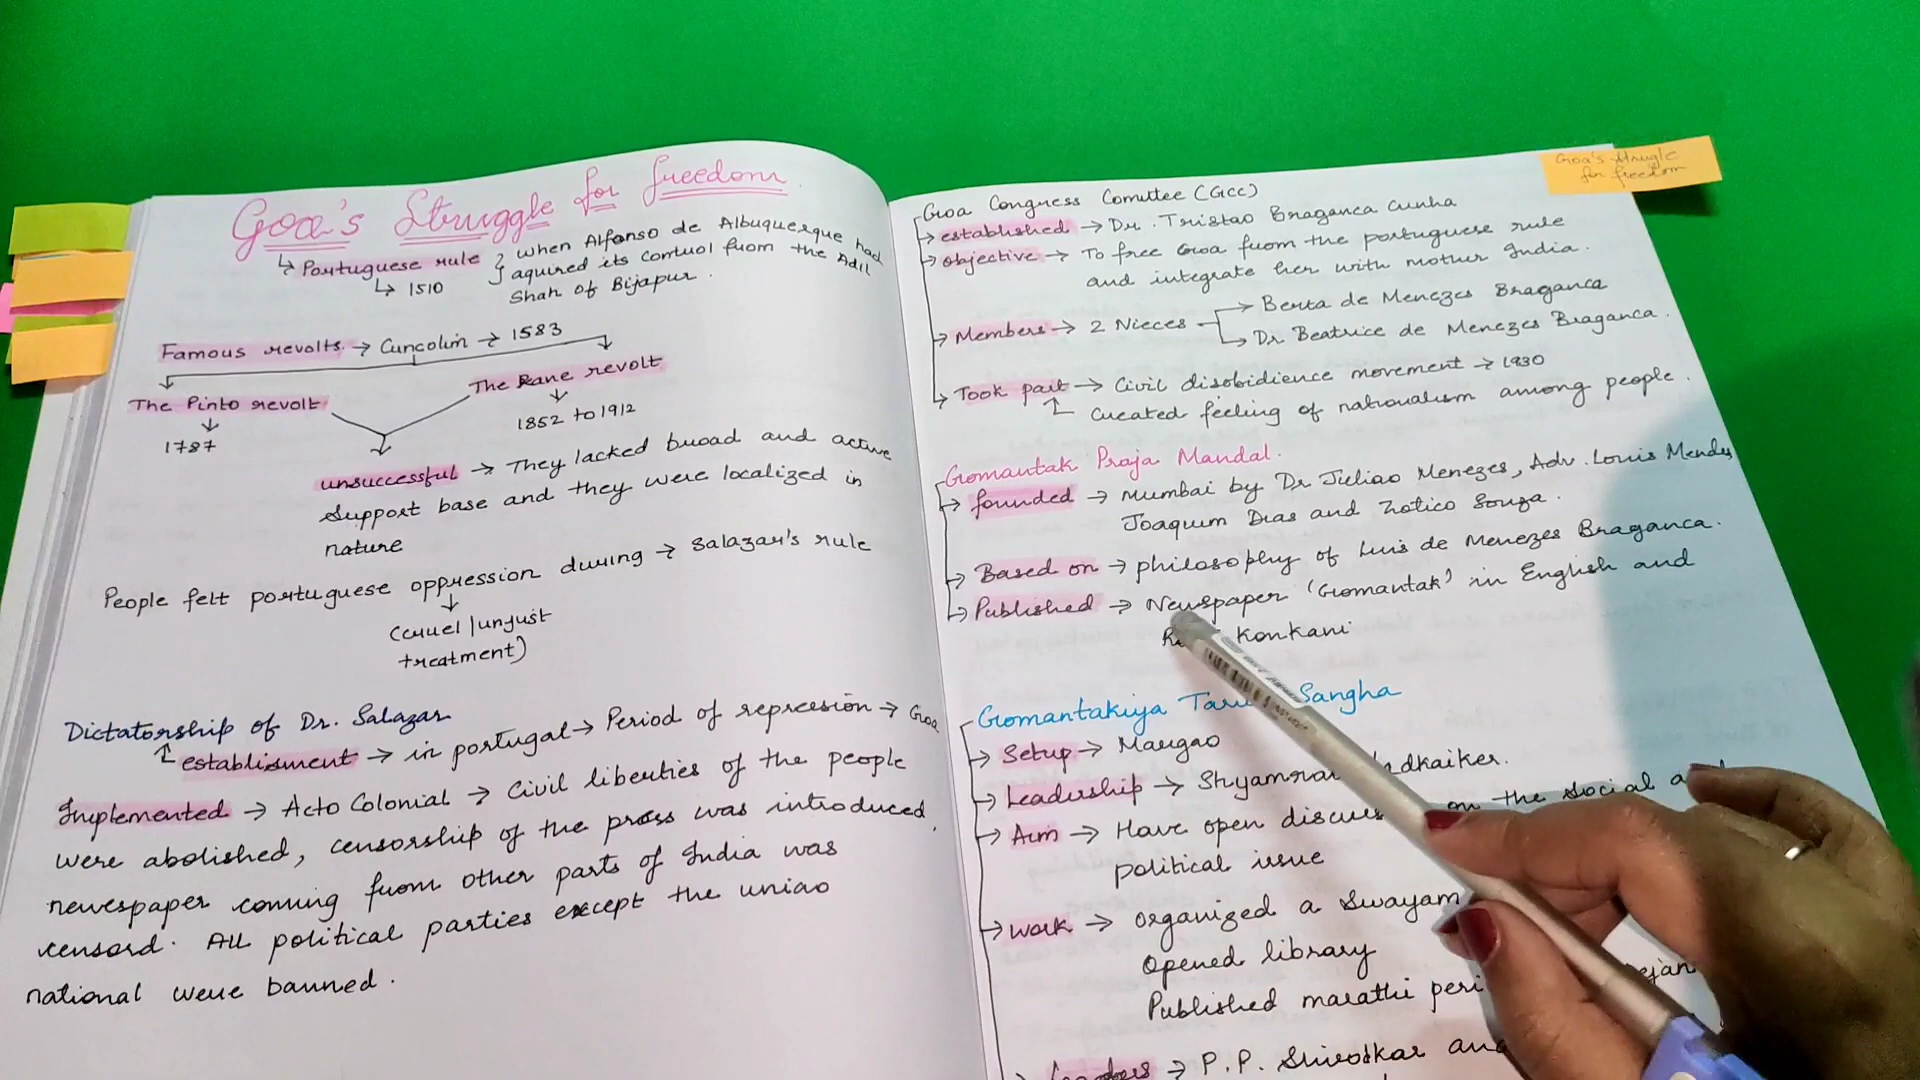 Goa's Struggle for freedom
↳ Portuguese rule
↳ 1510
when Alfonso de Albuquerque had
aquired its control from the Adil
Shah of Bijapur.
Famous revolts → Cuncolim → 1583
The Pinto revolt
1787
The Rane revolt
1852 to 1912
unsuccessful → They lacked broad and active
support base and they were localized in
nature
People felt portuguese oppression during → Salazar's rule
(cruel/unjust
treatment)
Dictatorship of Dr. Salazar
establisment → in portugal → Period of repression → Goa
Implemented → Acto Colonial → Civil liberties of the people
were abolished, censorship of the press was introduced,
newespaper coming from other parts of India was
censord. All political parties except the uniao
national were banned.
Goa's strugle
for freedom
Goa Congress Comittee (GCC)
→ established → Dr. Tristao Braganca Cunha
→ objective → To free Goa from the portuguese rule
and integrate her with mother India.
→ Members → 2 Nieces
→ Berta de Menezes Braganca
→ Dr Beatrice de Menezes Braganca.
→ Took part → Civil disobidience movement → 1930
Created feeling of nationalism among people.
Gomantak Praja Mandal.
→ founded → Mumbai by Dr Juliao Menezes, Adv. Louis Mendes
Joaquim Dias and Zotico Souza.
→ Based on → philosophy of Luis de Menezes Braganca.
→ Published → Newspaper 'Gomantak' in English and
Konkani
Gomantakiya Sangha
→ Setup → Margao
→ Leadership →
→ Aim → Have open on the social
political issue
→ work → organized a
Opened library
Published marathi
→ P.P. Shirodkar